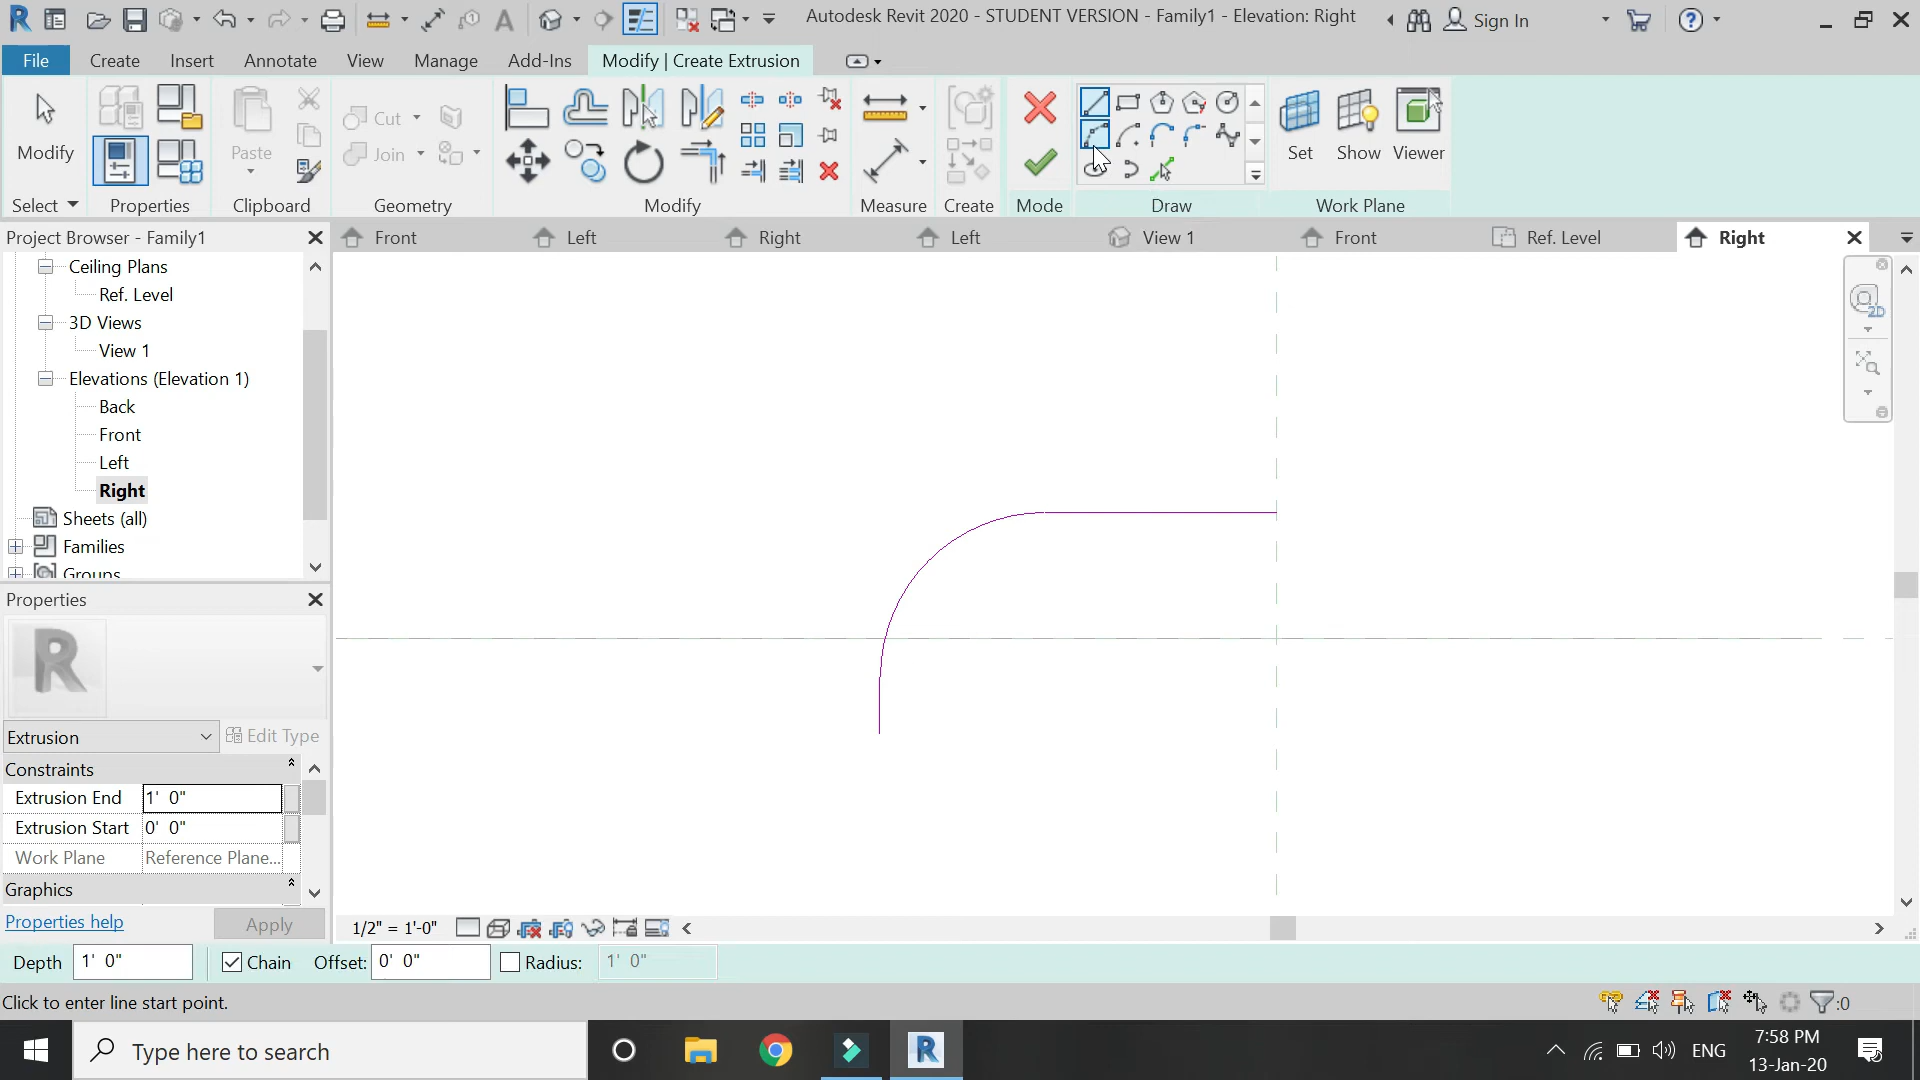 Autodesk Revit 2020 - STUDENT VERSION - Family1 - Elevation: Right
Sign In
File
Create
Insert
Annotate
View
Manage
Add-Ins
Modify | Create Extrusion
Modify
Paste
Cut
Join
Set
Show
Viewer
Select
Properties
Clipboard
Geometry
Modify
Measure
Create
Mode
Draw
Work Plane
Project Browser - Family1
Front
Left
Right
Left
View 1
Front
Ref. Level
Right
Ceiling Plans
Ref. Level
3D Views
View 1
Elevations (Elevation 1)
Back
Front
Left
Right
Sheets (all)
Families
Groups
2D
Properties
R
Extrusion
Edit Type
Constraints
Extrusion End 1' 0"
Extrusion Start 0' 0"
Work Plane Reference Plane...
Graphics
Properties help
Apply
1/2" = 1'-0"
Depth 1' 0" Chain Offset: 0' 0" Radius: 1' 0"
Click to enter line start point.
:0
Type here to search
ENG
7:58 PM
13-Jan-20